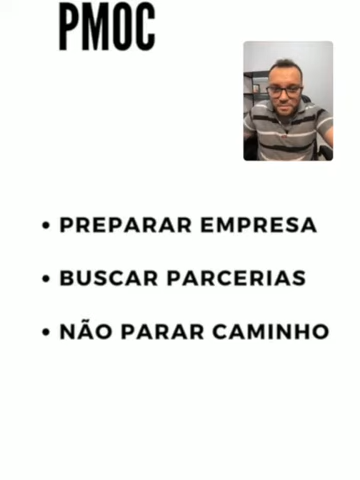 PMOC
• PREPARAR EMPRESA
• BUSCAR PARCERIAS
• NÃO PARAR CAMINHO